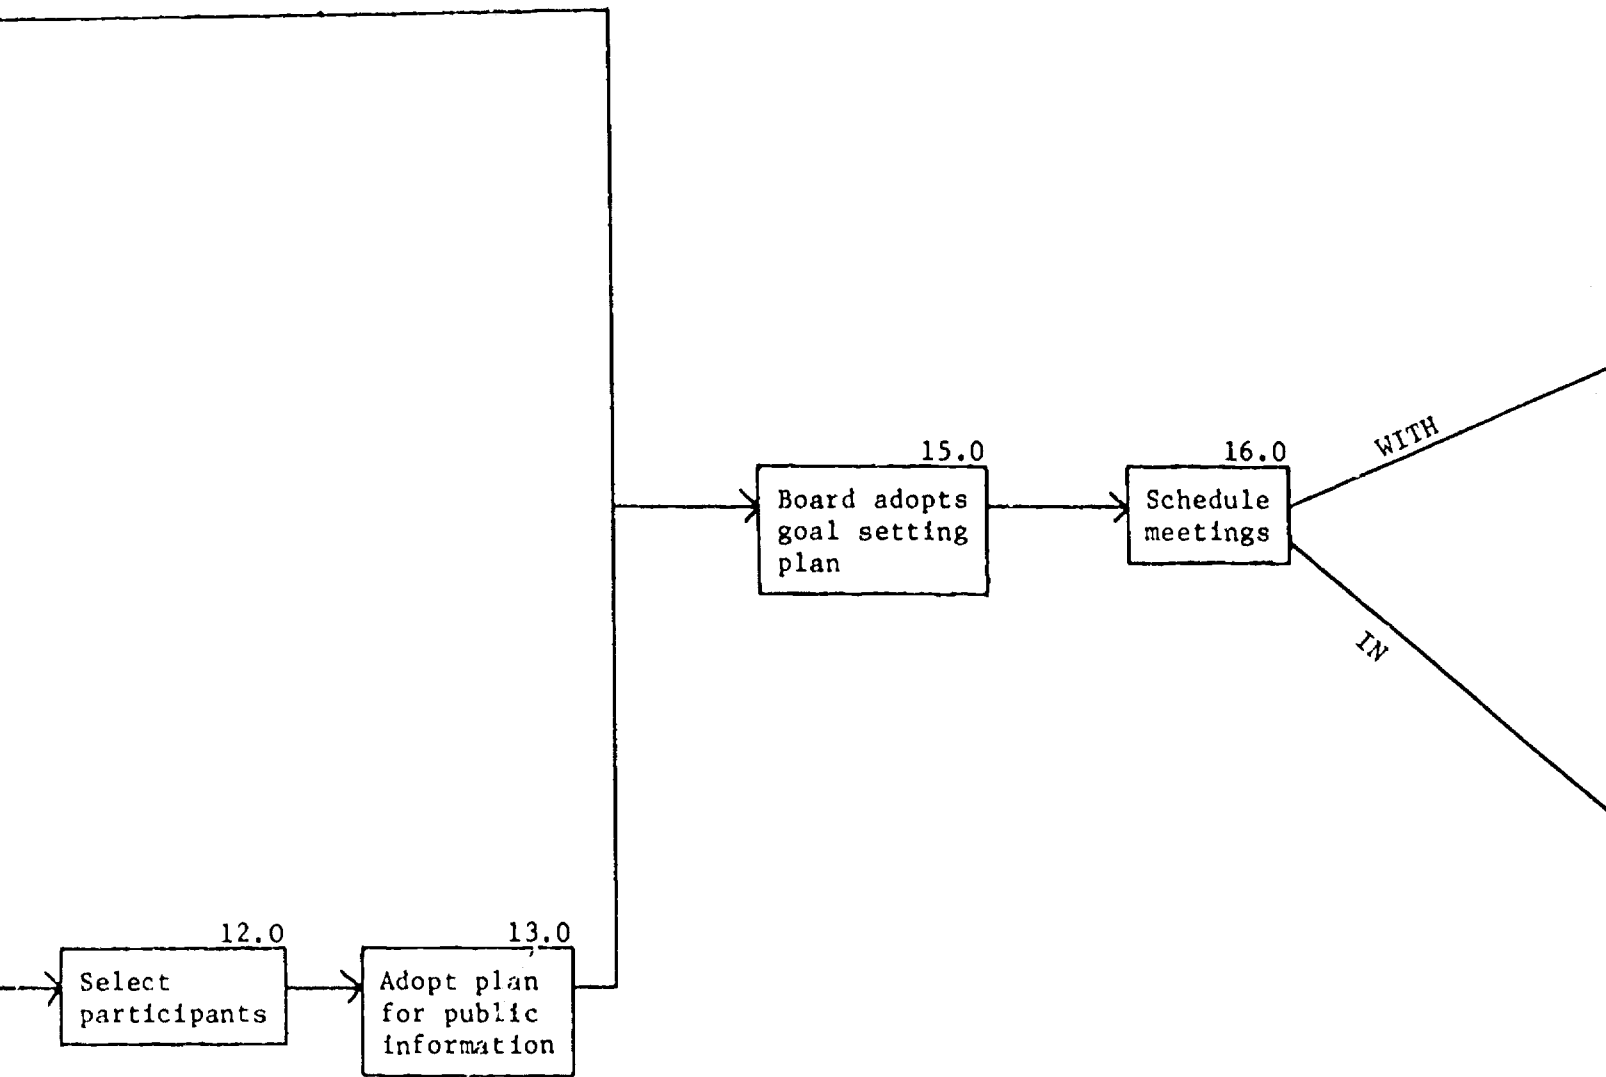 15.0
Board adopts
goal setting
plan
16.0
Schedule
meetings
WITH
IN
12.0
Select
participants
13.0
Adopt plan
for public
information